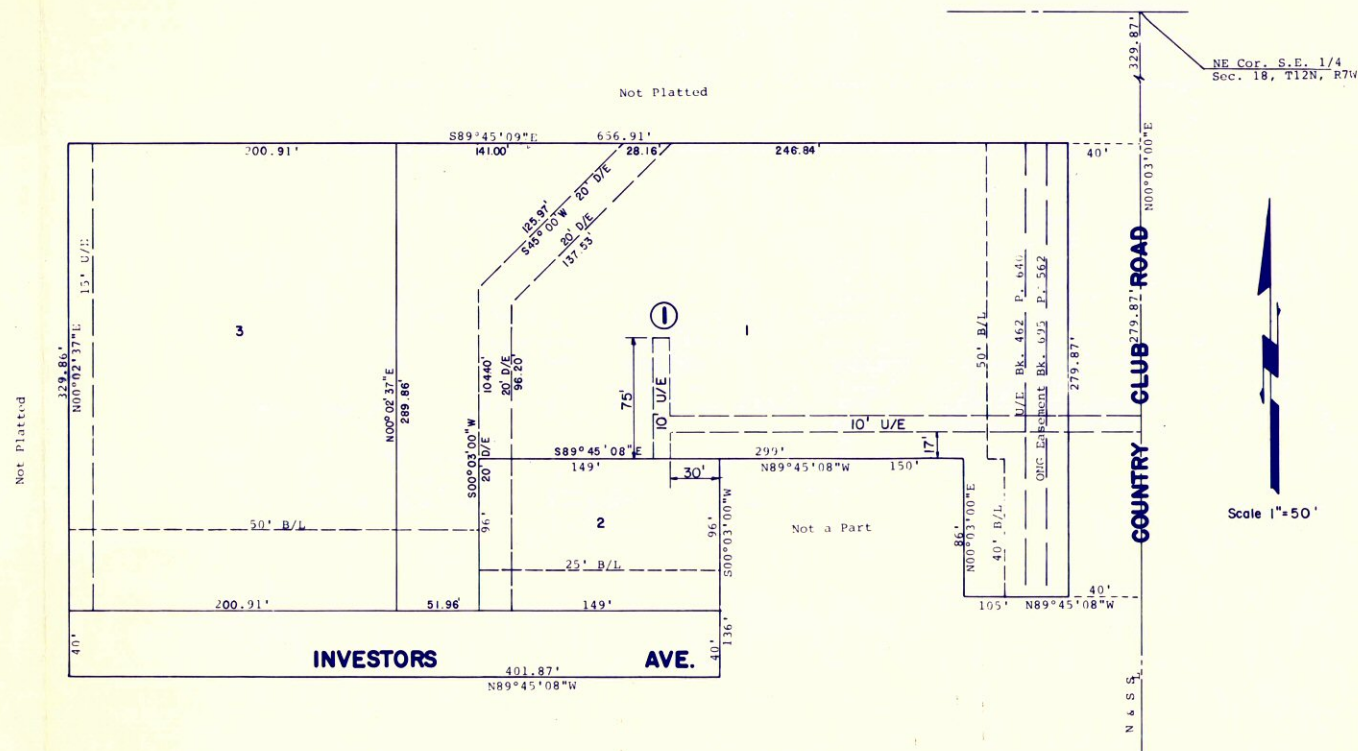 329.87'
NE Cor. S.E. 1/4
Sec. 18, T12N, R7W
Not Platted
S89°45'09"E 656.91'
200.91'
141.00'
28.16'
246.84'
40'
N00°03'00"E
125.97'
S45°00'W 20' D/E
20' D/E
137.53'
15' U/E
329.86'
N00°02'37"E
Not Platted
3
N00°02'37"E
289.86'
10440'
20' D/E
96.20'
1
1
75'
10' U/E
10' U/E
17'
50' B/L
U/E Bk. 462 P. 640
ONG Easement Bk. 695 P. 562
279.87'
279.87'
COUNTRY CLUB ROAD
Scale 1"=50'
S00°03'00"W
20' D/E
S89°45'08"E
149'
299'
30'
N89°45'08"W 150'
50' B/L
96'
2
96'
S00°03'00"W
Not a Part
86'
N00°03'00"E
40' B/L
25' B/L
40'
105' N89°45'08"W
200.91'
51.96'
149'
40'
INVESTORS AVE.
40'
136'
401.87'
N89°45'08"W
N & S